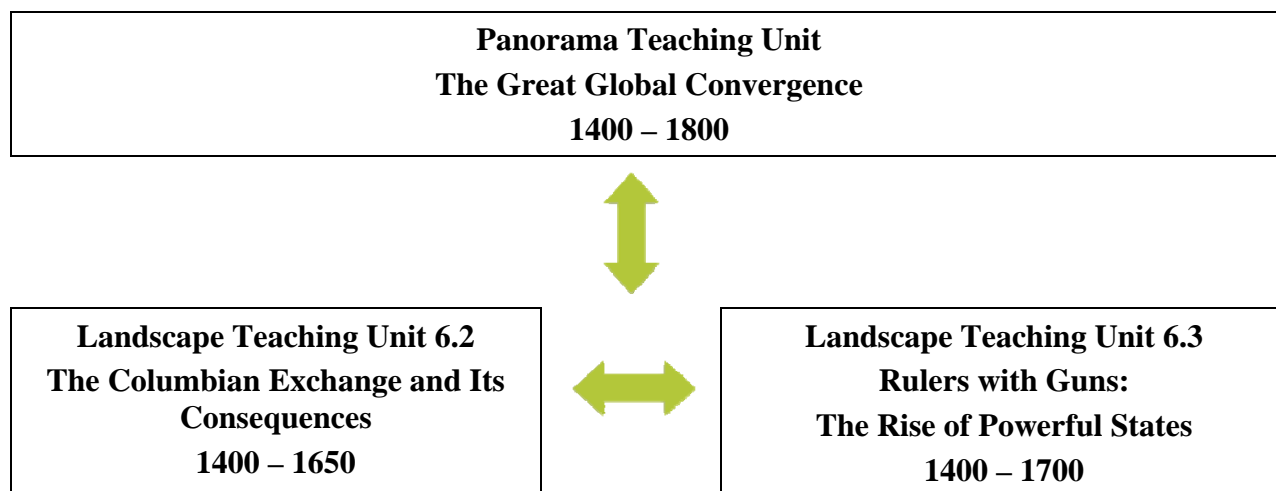 Panorama Teaching Unit
The Great Global Convergence
1400 – 1800
Landscape Teaching Unit 6.2
The Columbian Exchange and Its
Consequences
1400 – 1650
Landscape Teaching Unit 6.3
Rulers with Guns:
The Rise of Powerful States
1400 – 1700